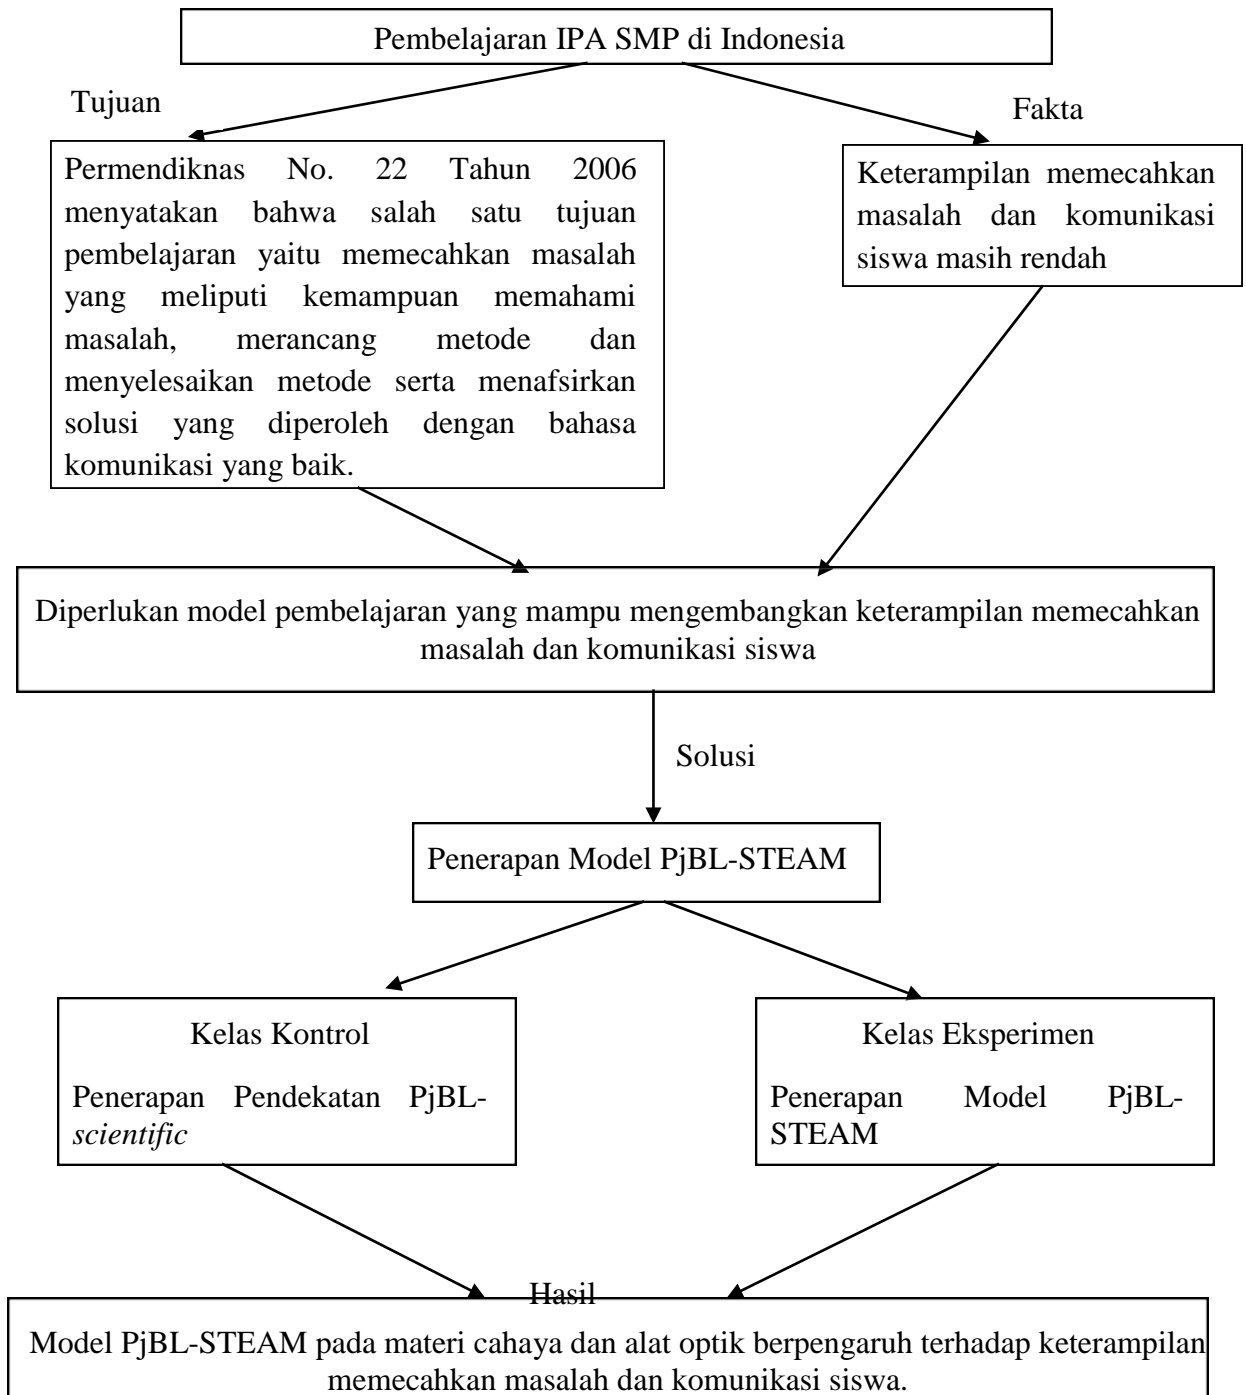 Pembelajaran IPA SMP di Indonesia
Tujuan
Fakta
Permendiknas No. 22 Tahun 2006
menyatakan bahwa salah satu tujuan
pembelajaran yaitu memecahkan masalah
yang meliputi kemampuan memahami
masalah, merancang metode dan
menyelesaikan metode serta menafsirkan
solusi yang diperoleh dengan bahasa
komunikasi yang baik.
Keterampilan memecahkan
masalah dan komunikasi
siswa masih rendah
Diperlukan model pembelajaran yang mampu mengembangkan keterampilan memecahkan
masalah dan komunikasi siswa
Solusi
Penerapan Model PjBL-STEAM
Kelas Kontrol
Penerapan Pendekatan PjBL-
scientific
Kelas Eksperimen
Penerapan Model PjBL-
STEAM
Hasil
Model PjBL-STEAM pada materi cahaya dan alat optik berpengaruh terhadap keterampilan
memecahkan masalah dan komunikasi siswa.